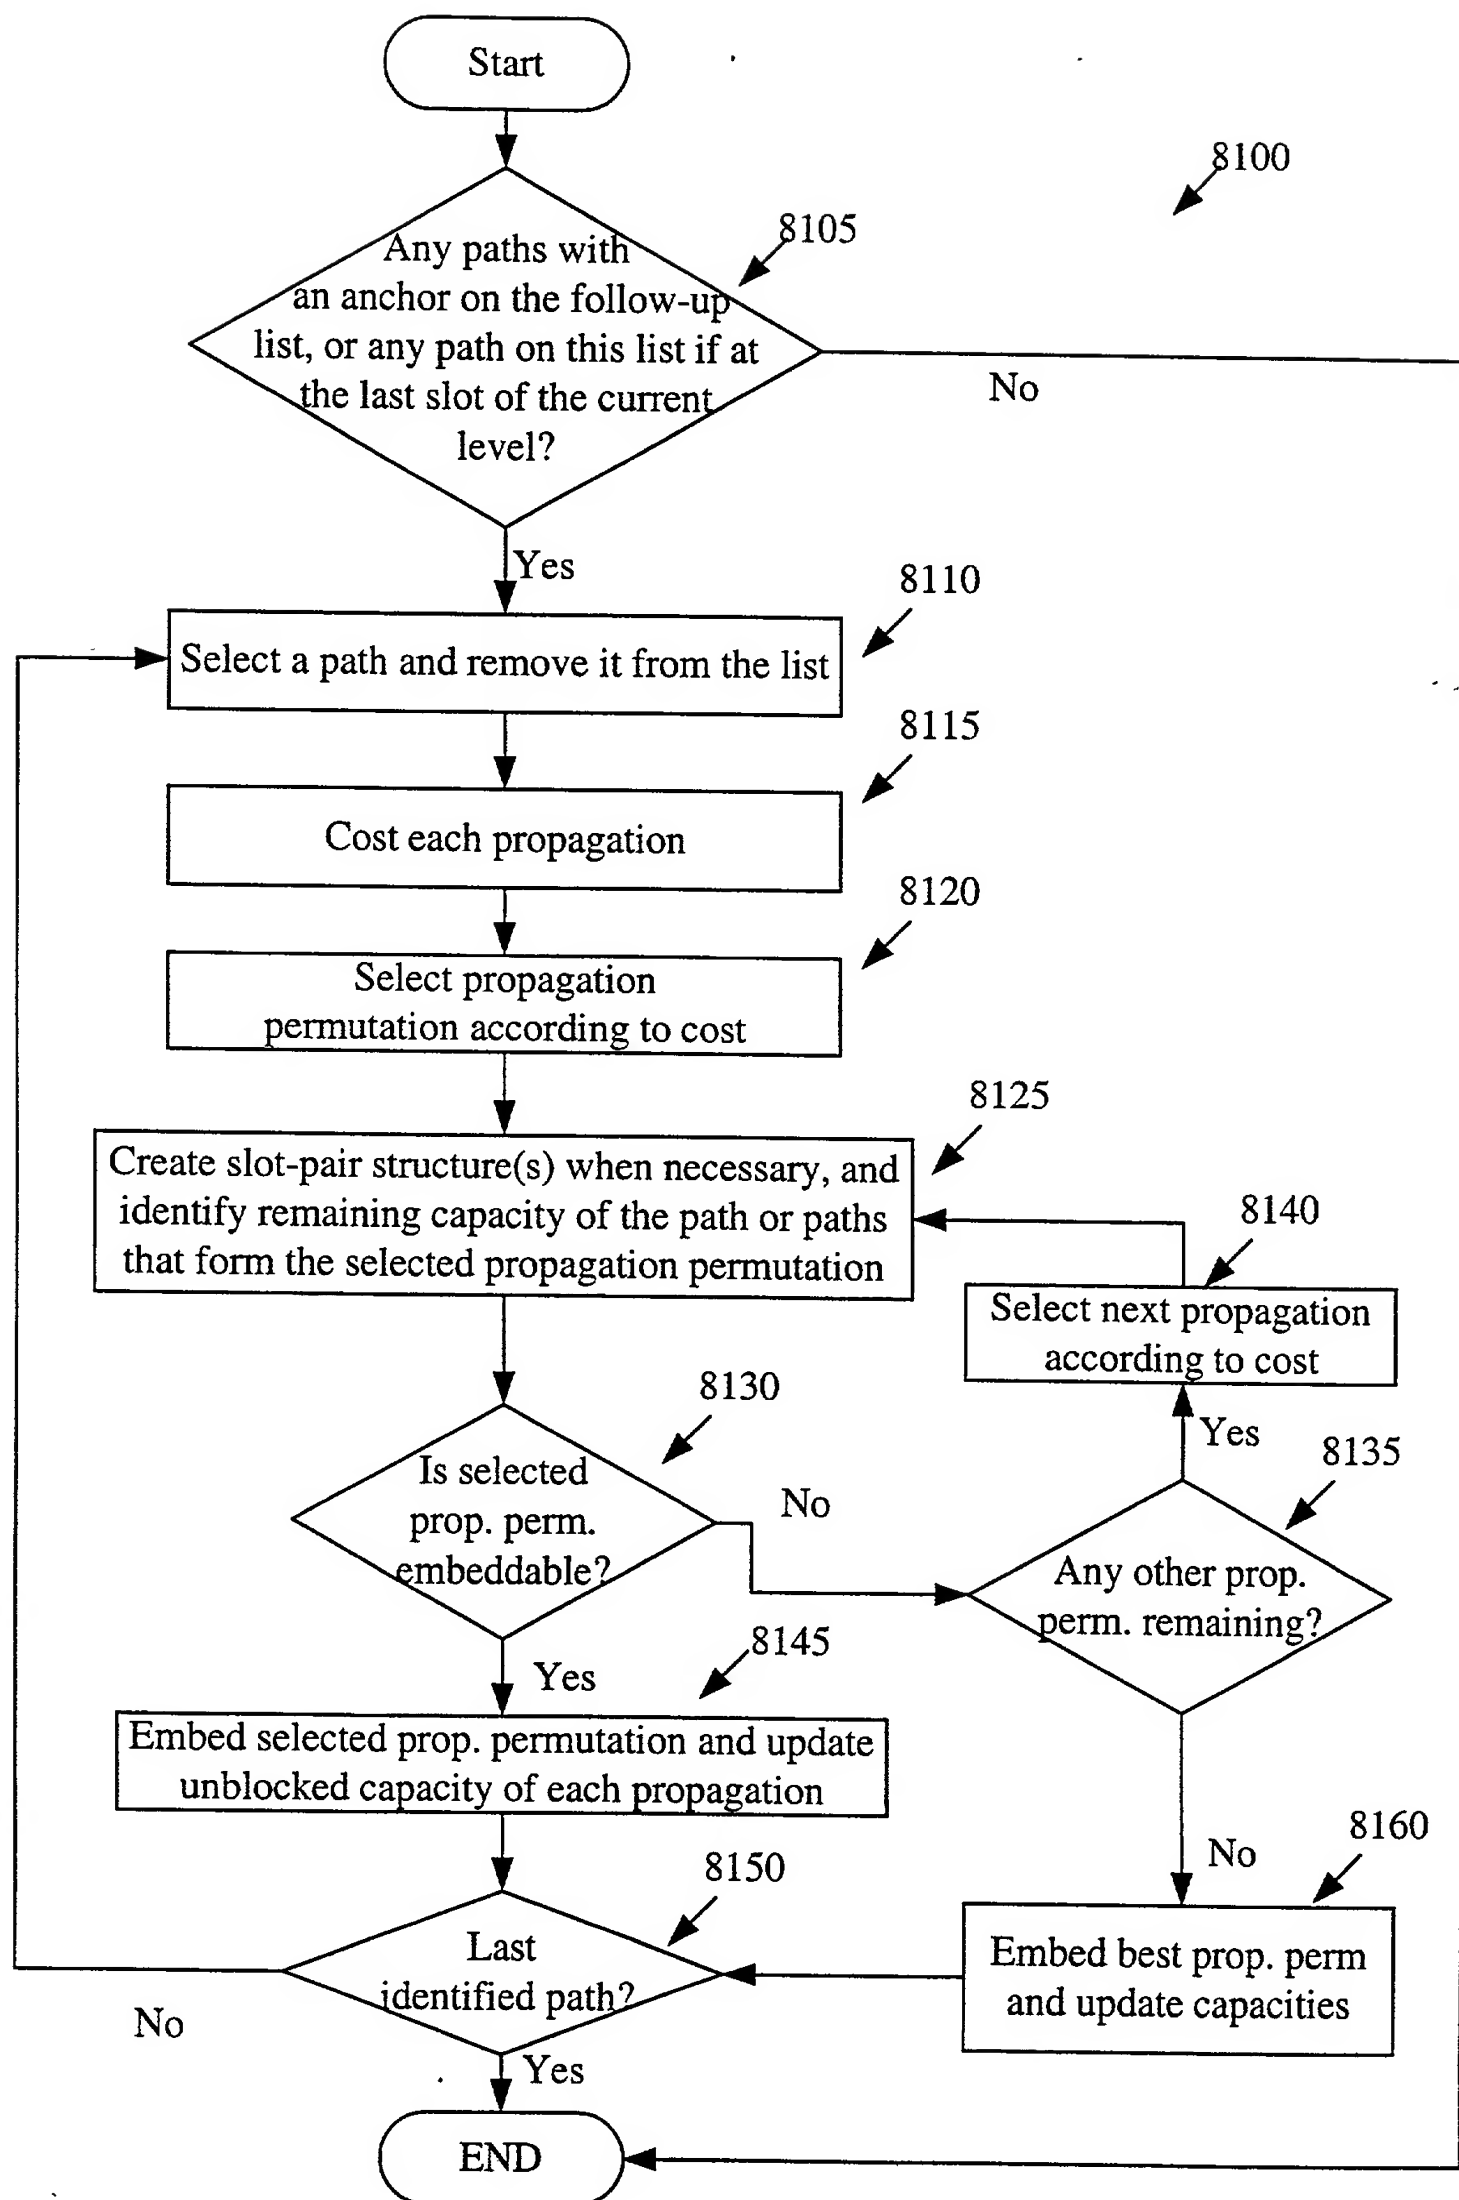 Start
8100
8105
Any paths with
an anchor on the follow-up
list, or any path on this list if at
the last slot of the current
level?
No
Yes
8110
Select a path and remove it from the list
8115
Cost each propagation
8120
Select propagation
permutation according to cost
8125
Create slot-pair structure(s) when necessary, and
identify remaining capacity of the path or paths
that form the selected propagation permutation
8140
Select next propagation
according to cost
8130
Is selected
prop. perm.
embeddable?
No
Yes
8135
Any other prop.
perm. remaining?
8145
Yes
Embed selected prop. permutation and update
unblocked capacity of each propagation
No
8160
8150
Last
identified path?
Embed best prop. perm
and update capacities
No
Yes
END